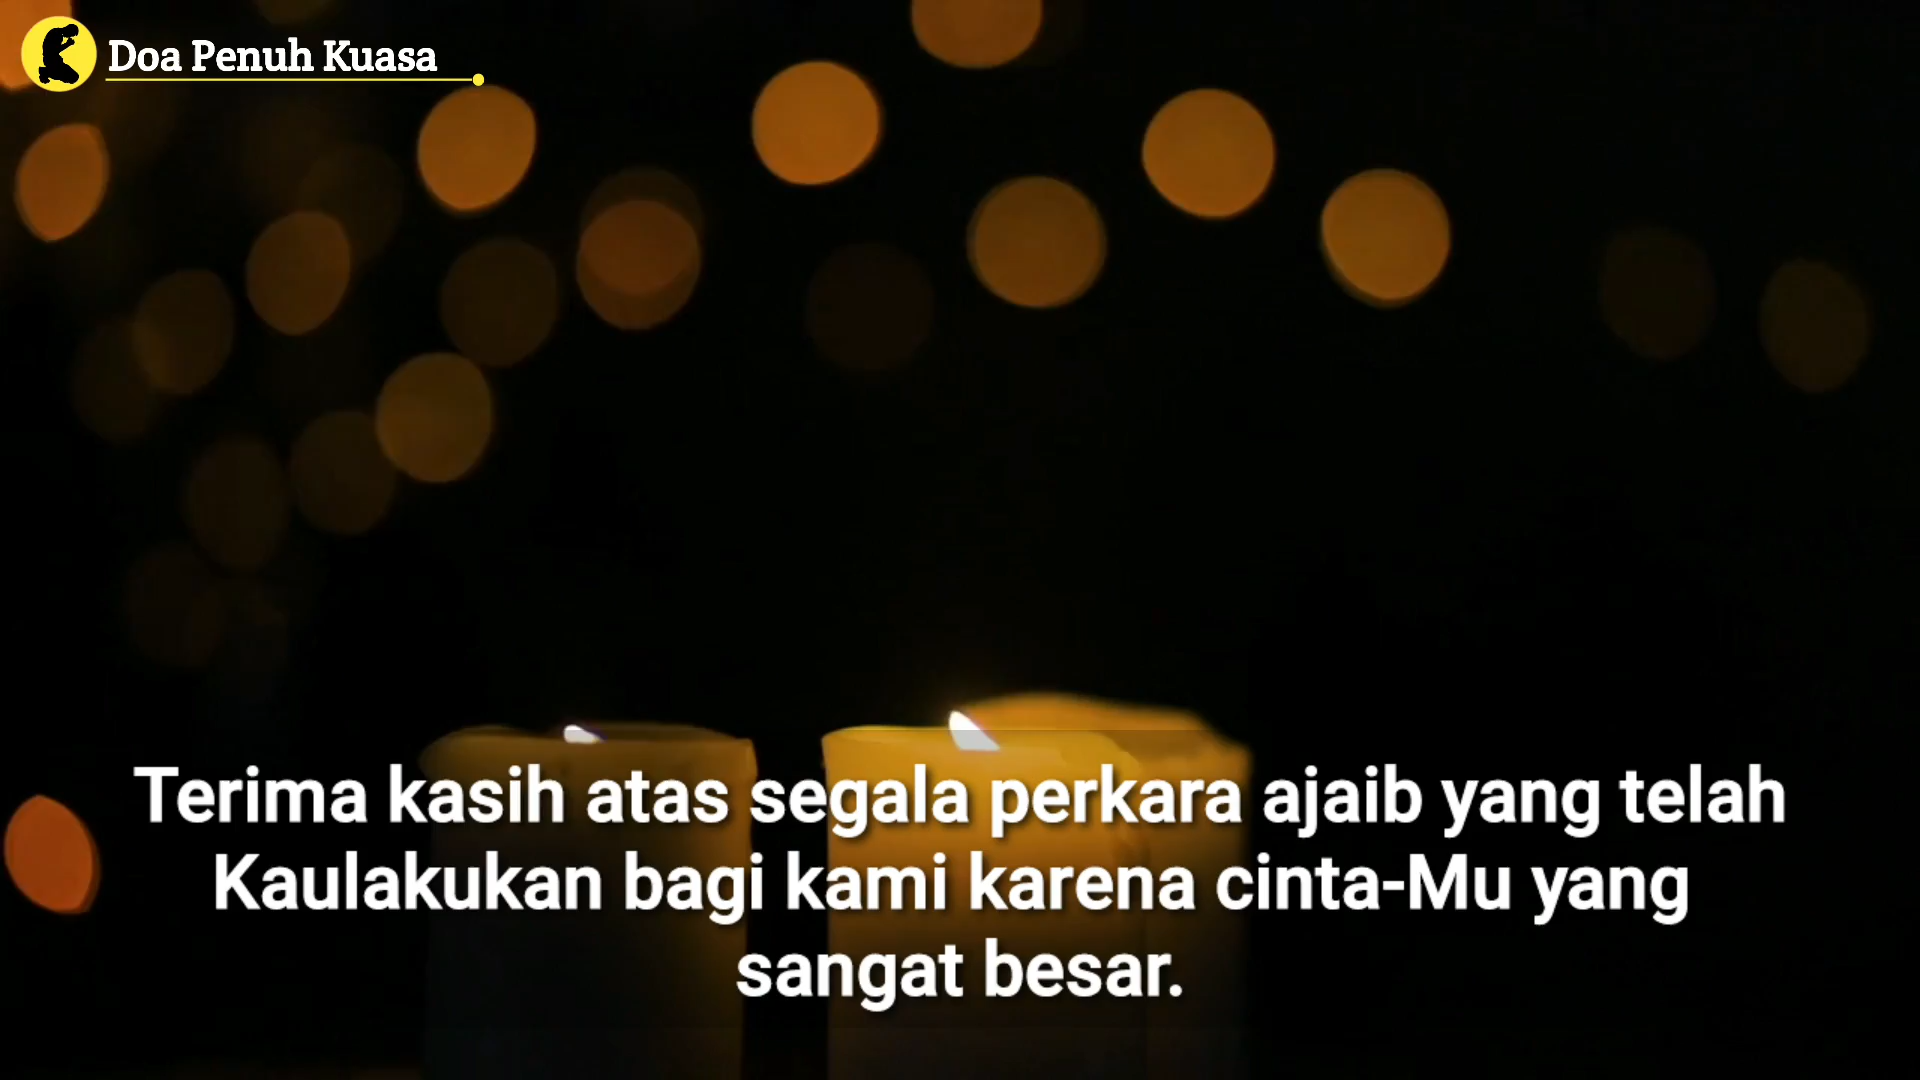 Doa Penuh Kuasa
Terima kasih atas segala perkara ajaib yang telah
Kaulakukan bagi kami karena cinta-Mu yang
sangat besar.